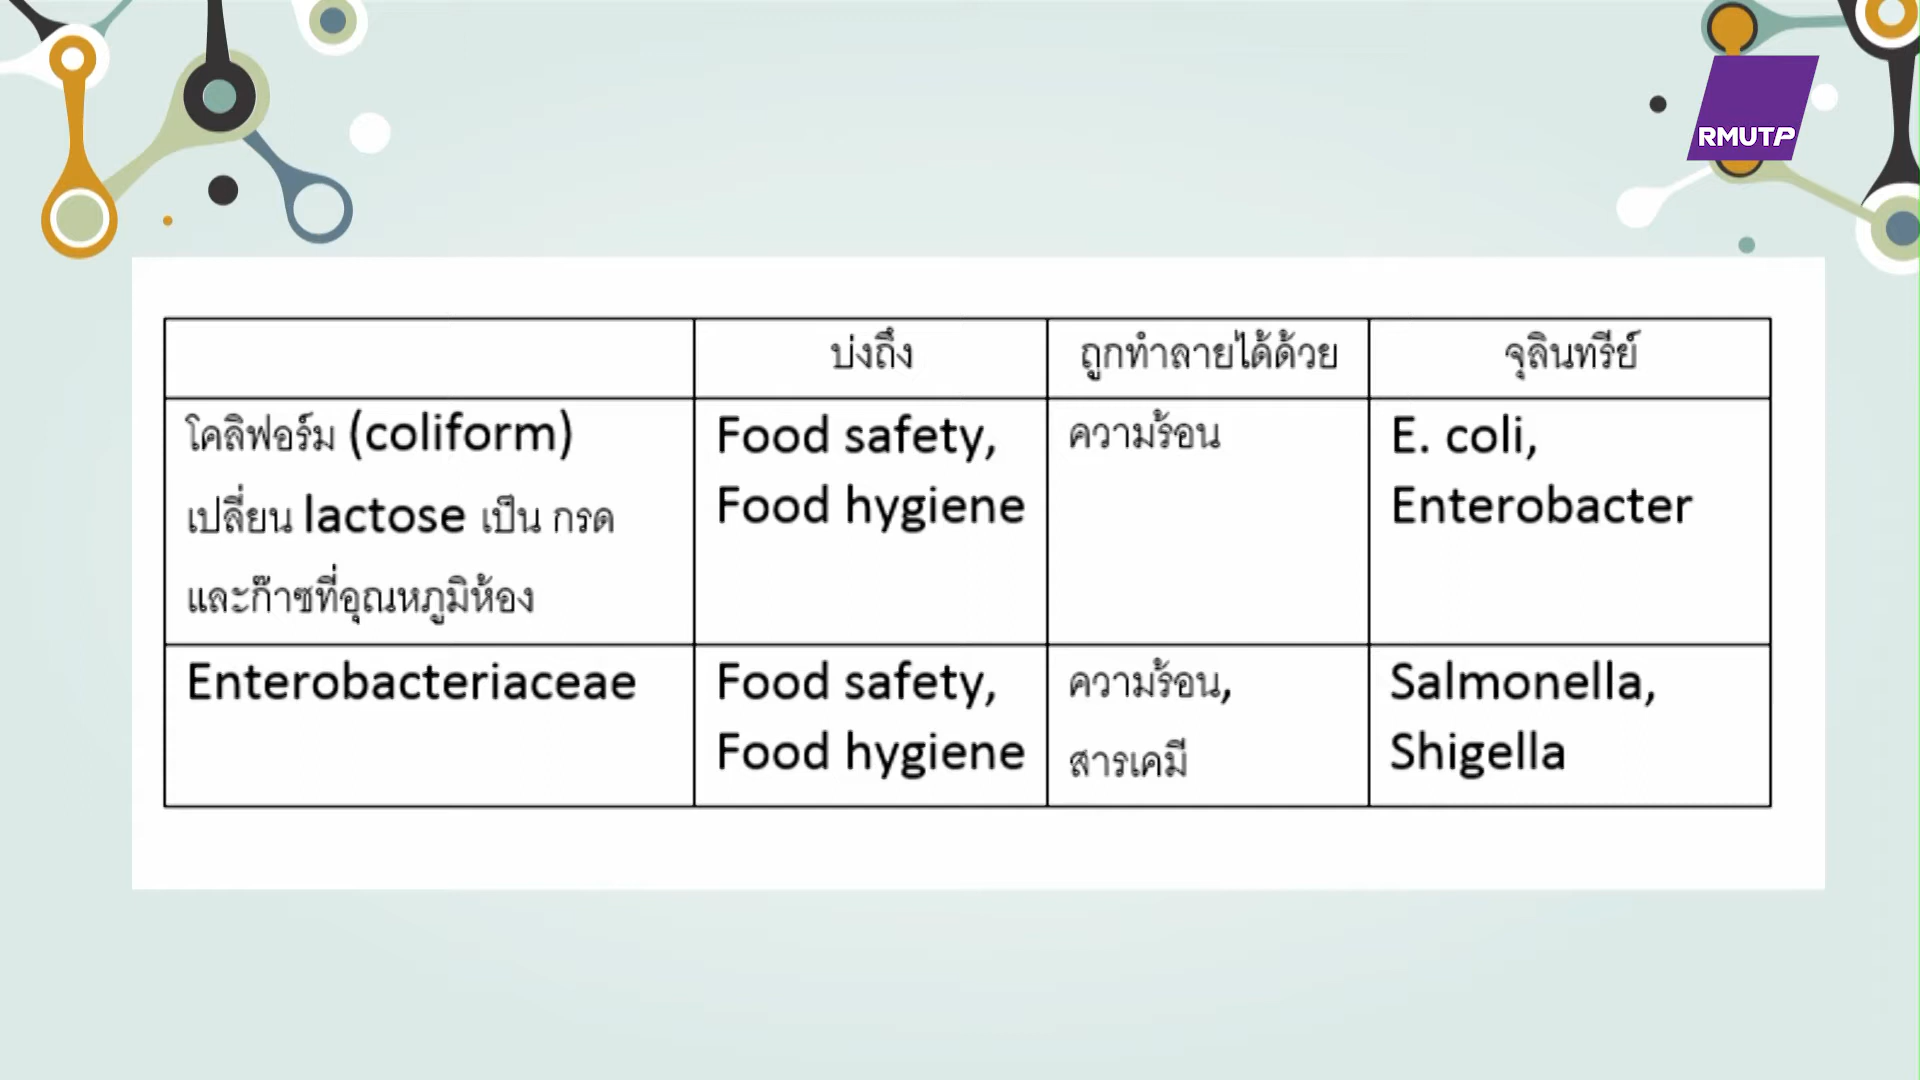 RMUTP
บ่งถึง
ถูกทำลายได้ด้วย
จุลินทรีย์
โคลิฟอร์ม (coliform)
เปลี่ยน lactose เป็น กรด
และก๊าซที่อุณหภูมิห้อง
Food safety,
Food hygiene
ความร้อน
E. coli,
Enterobacter
Enterobacteriaceae
Food safety,
Food hygiene
ความร้อน,
สารเคมี
Salmonella,
Shigella